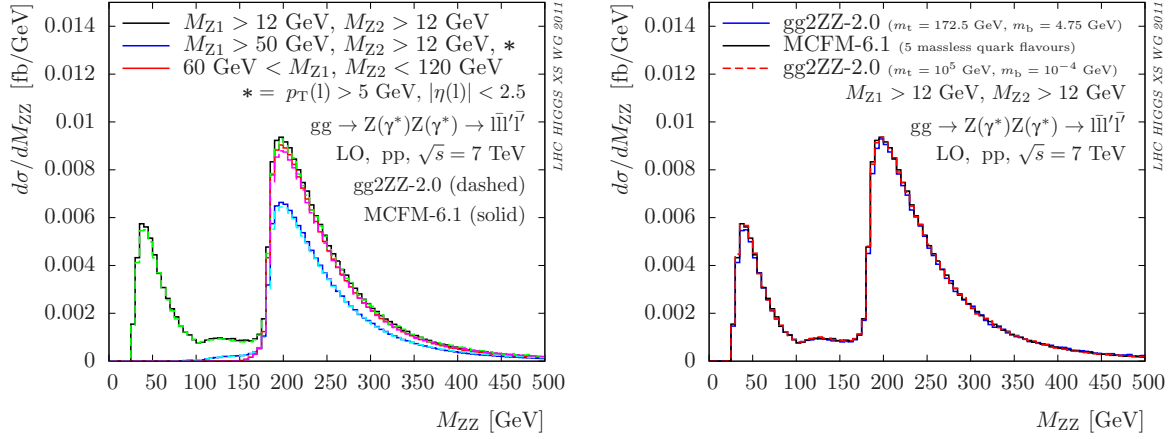 M_Z1 > 12 GeV, M_Z2 > 12 GeV
M_Z1 > 50 GeV, M_Z2 > 12 GeV, ∗
60 GeV < M_Z1, M_Z2 < 120 GeV
∗ = p_T(l) > 5 GeV, |η(l)| < 2.5
gg → Z(γ*)Z(γ*) → l l̄ l′ l̄′
LO, pp, √s = 7 TeV
gg2ZZ-2.0 (dashed)
MCFM-6.1 (solid)
LHC HIGGS XS WG 2011
dσ/dM_ZZ [fb/GeV]
0.014
0.012
0.01
0.008
0.006
0.004
0.002
0
0 50 100 150 200 250 300 350 400 450 500
M_ZZ [GeV]
gg2ZZ-2.0 (m_t = 172.5 GeV, m_b = 4.75 GeV)
MCFM-6.1 (5 massless quark flavours)
gg2ZZ-2.0 (m_t = 10⁵ GeV, m_b = 10⁻⁴ GeV)
M_Z1 > 12 GeV, M_Z2 > 12 GeV
gg → Z(γ*)Z(γ*) → l l̄ l′ l̄′
LO, pp, √s = 7 TeV
LHC HIGGS XS WG 2011
dσ/dM_ZZ [fb/GeV]
0.014
0.012
0.01
0.008
0.006
0.004
0.002
0
0 50 100 150 200 250 300 350 400 450 500
M_ZZ [GeV]